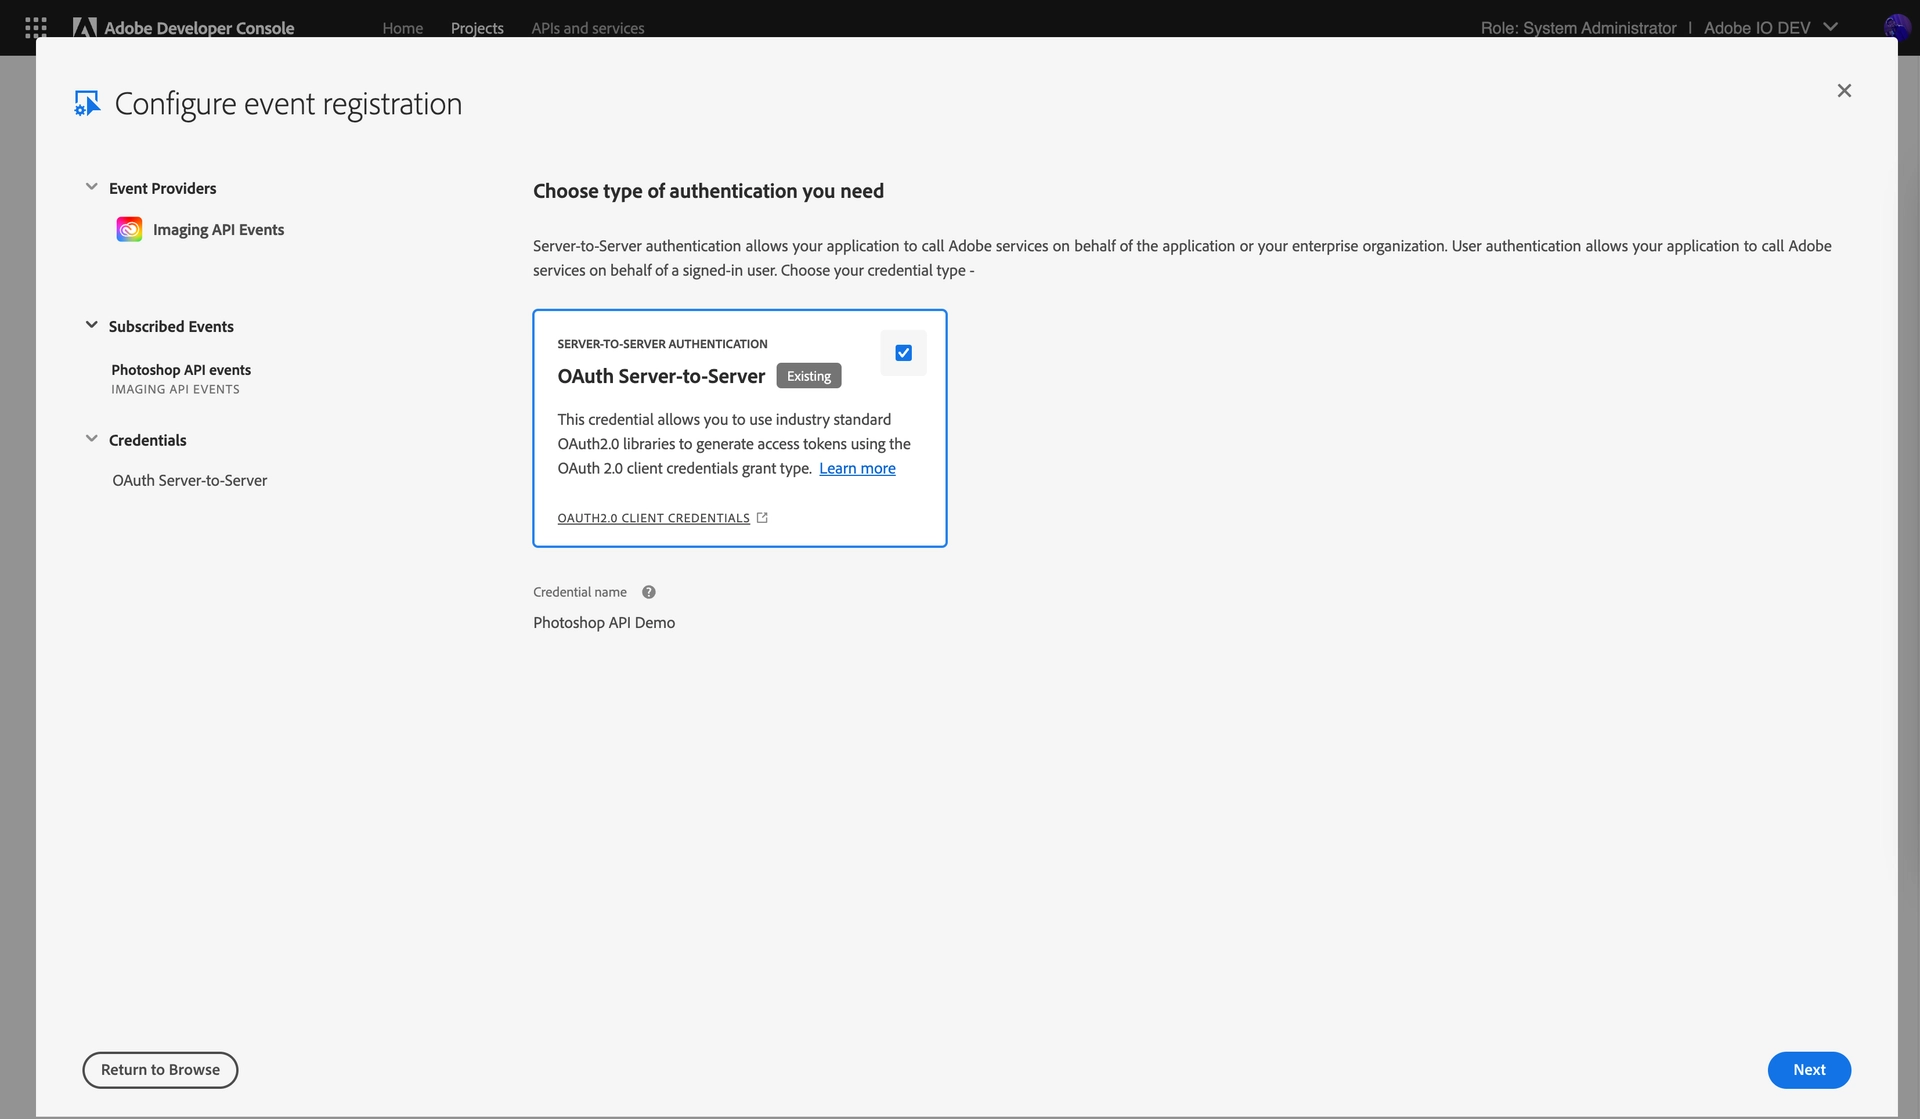 Adobe Developer Console
Home
Projects
APIs and services
Role: System Administrator | Adobe IO DEV
Configure event registration
Event Providers
Imaging API Events
Subscribed Events
Photoshop API events
IMAGING API EVENTS
Credentials
OAuth Server-to-Server
Choose type of authentication you need
Server-to-Server authentication allows your application to call Adobe services on behalf of the application or your enterprise organization. User authentication allows your application to call Adobe
services on behalf of a signed-in user. Choose your credential type -
SERVER-TO-SERVER AUTHENTICATION
OAuth Server-to-Server Existing
This credential allows you to use industry standard
OAuth2.0 libraries to generate access tokens using the
OAuth 2.0 client credentials grant type. Learn more
OAUTH2.0 CLIENT CREDENTIALS
Credential name ?
Photoshop API Demo
Return to Browse
Next